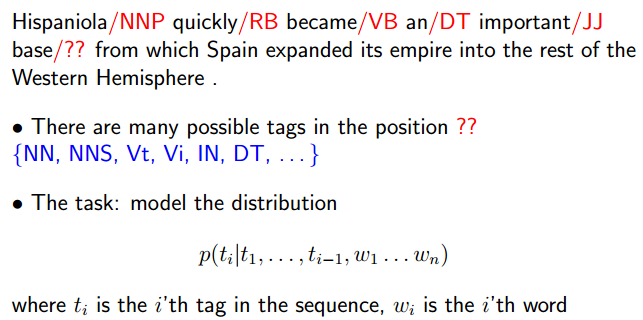 Hispaniola/NNP quickly/RB became/VB an/DT important/JJ
base/?? from which Spain expanded its empire into the rest of the
Western Hemisphere .
• There are many possible tags in the position ??
{NN, NNS, Vt, Vi, IN, DT, . . . }
• The task: model the distribution
p(t_i|t_1, . . . , t_{i−1}, w_1 . . . w_n)
where t_i is the i'th tag in the sequence, w_i is the i'th word